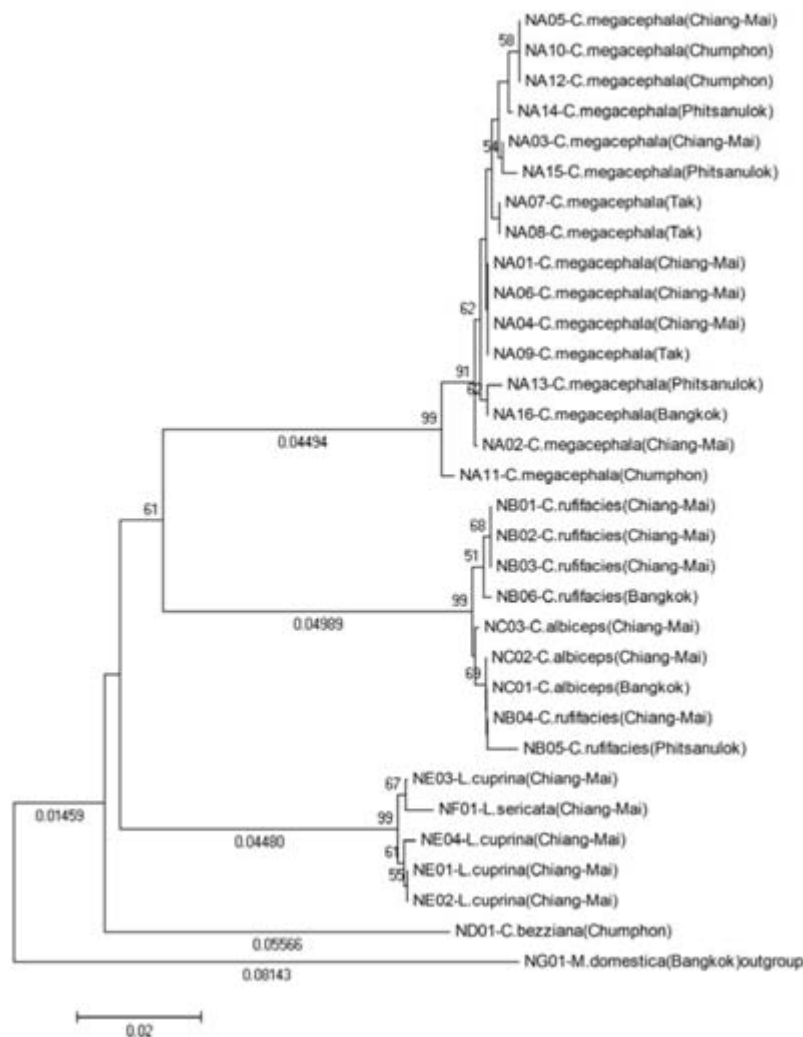 NA05-C.megacephala(Chiang-Mai)
58
NA10-C.megacephala(Chumphon)
NA12-C.megacephala(Chumphon)
NA14-C.megacephala(Phitsanulok)
NA03-C.megacephala(Chiang-Mai)
54
NA15-C.megacephala(Phitsanulok)
NA07-C.megacephala(Tak)
NA08-C.megacephala(Tak)
NA01-C.megacephala(Chiang-Mai)
NA06-C.megacephala(Chiang-Mai)
62
NA04-C.megacephala(Chiang-Mai)
NA09-C.megacephala(Tak)
91
NA13-C.megacephala(Phitsanulok)
62
NA16-C.megacephala(Bangkok)
99
0.04494
NA02-C.megacephala(Chiang-Mai)
NA11-C.megacephala(Chumphon)
61
NB01-C.rufifacies(Chiang-Mai)
68
NB02-C.rufifacies(Chiang-Mai)
51
NB03-C.rufifacies(Chiang-Mai)
NB06-C.rufifacies(Bangkok)
99
0.04989
NC03-C.albiceps(Chiang-Mai)
NC02-C.albiceps(Chiang-Mai)
69
NC01-C.albiceps(Bangkok)
NB04-C.rufifacies(Chiang-Mai)
NB05-C.rufifacies(Phitsanulok)
67
NE03-L.cuprina(Chiang-Mai)
NF01-L.sericata(Chiang-Mai)
0.01459
99
0.04480
NE04-L.cuprina(Chiang-Mai)
61
NE01-L.cuprina(Chiang-Mai)
55
NE02-L.cuprina(Chiang-Mai)
ND01-C.bezziana(Chumphon)
0.05566
NG01-M.domestica(Bangkok)outgroup
0.08143
0.02